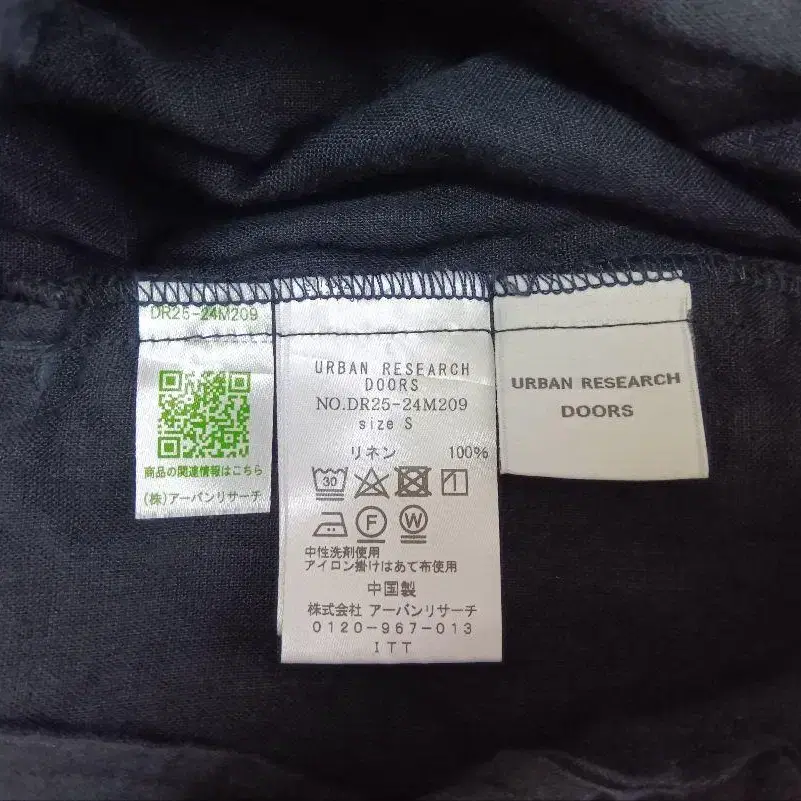 DR25-24M209
商品の関連情報はこちら
(株)アーバンリサーチ
URBAN RESEARCH
DOORS
NO.DR25-24M209
size S
リネン 100%
30
F W
中性洗剤使用
アイロン掛けはあて布使用
中国製
株式会社 アーバンリサーチ
0120-967-013
ITT
URBAN RESEARCH
DOORS